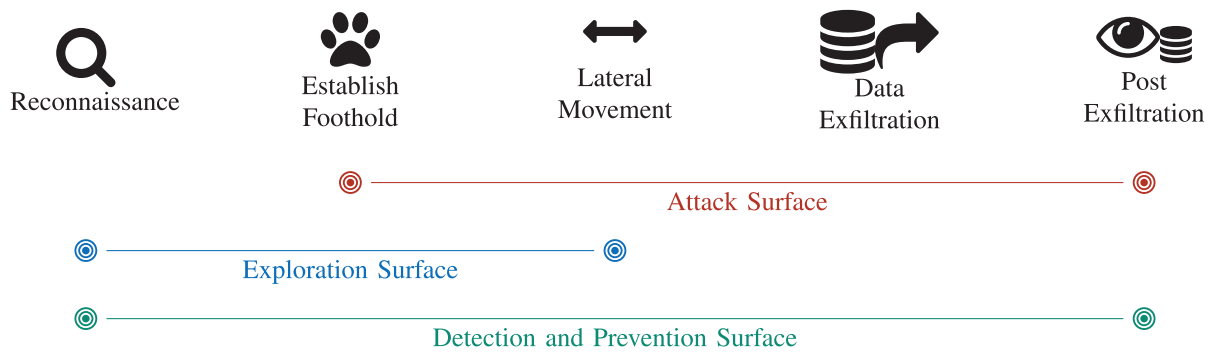 Reconnaissance
Establish
Foothold
Lateral
Movement
Data
Exfiltration
Post
Exfiltration
Attack Surface
Exploration Surface
Detection and Prevention Surface